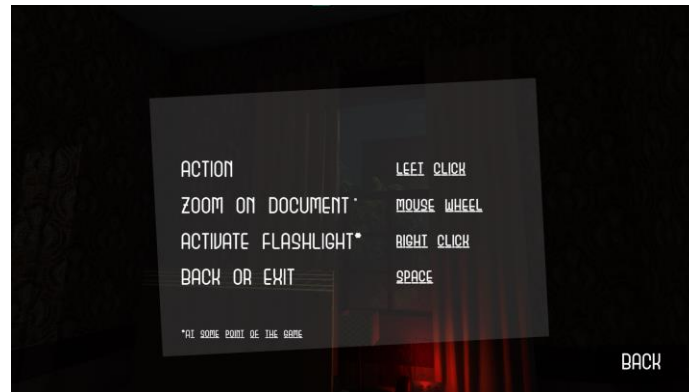 ACTION LEFT CLICK
ZOOM ON DOCUMENT* MOUSE WHEEL
ACTIVATE FLASHLIGHT* RIGHT CLICK
BACK OR EXIT SPACE
*AT SOME POINT OF THE GAME
BACK